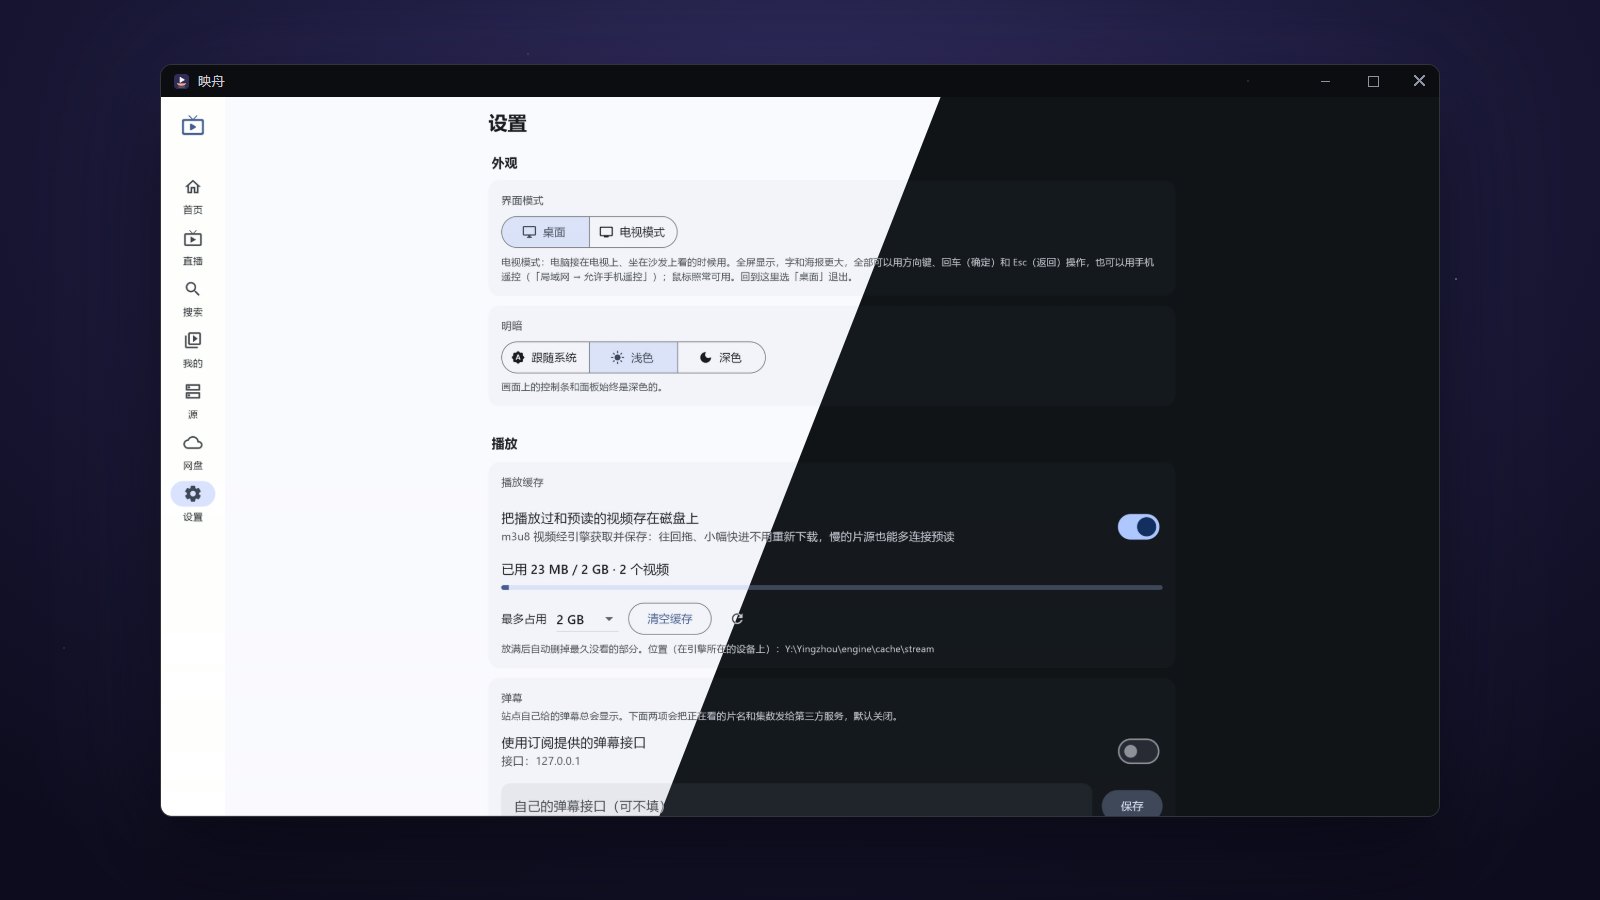 映舟
设置
首页
直播
搜索
我的
源
网盘
设置
外观
界面模式
桌面
电视模式
电视模式：电脑接在电视上、坐在沙发上看的时候用。全屏显示，字和海报更大，全部可以用方向键、回车（确定）和 Esc（返回）操作，也可以用手机
遥控（「局域网 → 允许手机遥控」）；鼠标照常可用。回到这里选「桌面」退出。
明暗
跟随系统
浅色
深色
画面上的控制条和面板始终是深色的。
播放
播放缓存
把播放过和预读的视频存在磁盘上
m3u8 视频经引擎获取并保存：往回拖、小幅快进不用重新下载，慢的片源也能多连接预读
已用 23 MB / 2 GB · 2 个视频
最多占用
2 GB
清空缓存
放满后自动删掉最久没看的部分。位置（在引擎所在的设备上）：Y:\Yingzhou\engine\cache\stream
弹幕
站点自己给的弹幕总会显示。下面两项会把正在看的片名和集数发给第三方服务，默认关闭。
使用订阅提供的弹幕接口
接口：127.0.0.1
自己的弹幕接口（可不填）
保存